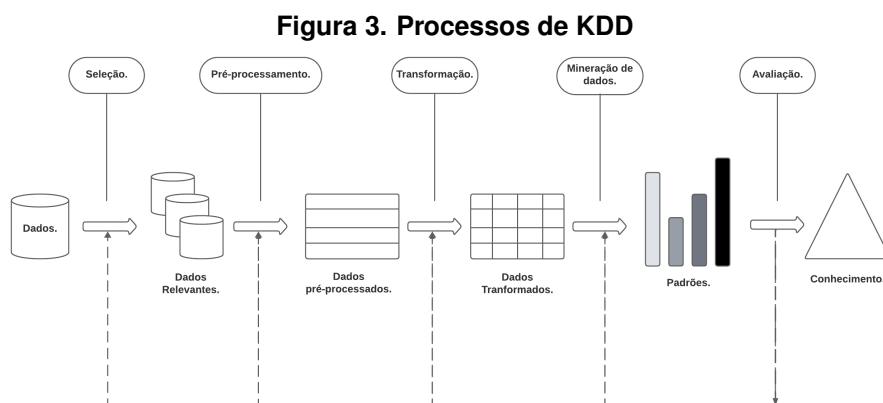 Figura 3. Processos de KDD
Seleção.
Pré-processamento.
Transformação.
Mineração de
dados.
Avaliação.
Dados.
Dados
Relevantes.
Dados
pré-processados.
Dados
Tranformados.
Padrões.
Conhecimento.